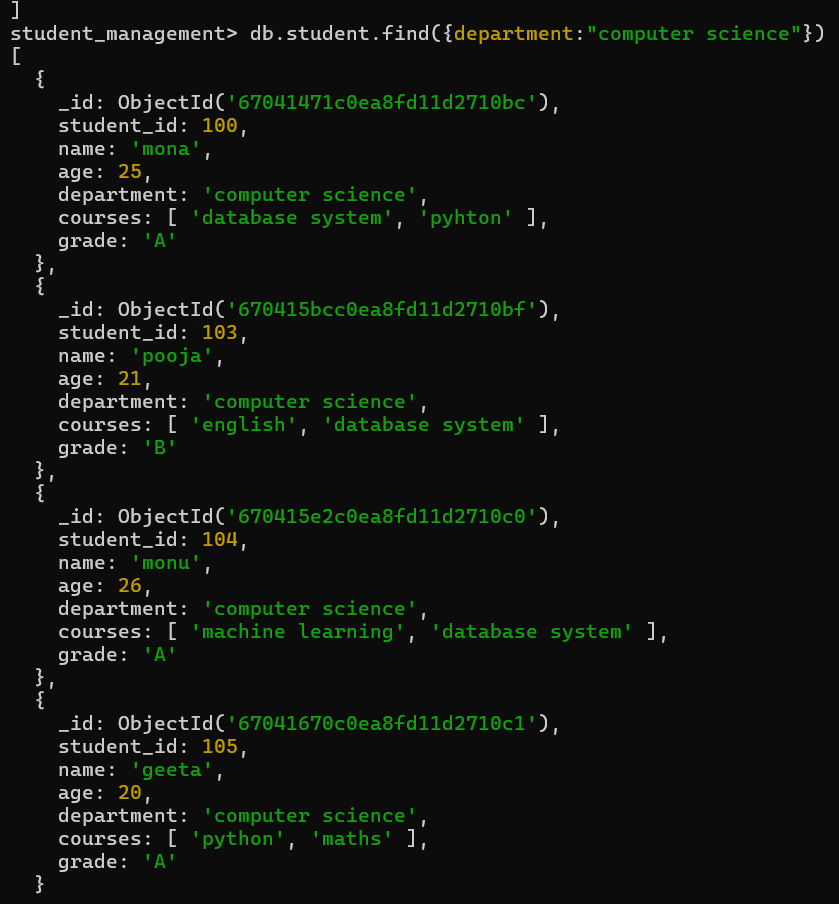 ]
student_management> db.student.find({department:"computer science"})
[
  {
    _id: ObjectId('67041471c0ea8fd11d2710bc'),
    student_id: 100,
    name: 'mona',
    age: 25,
    department: 'computer science',
    courses: [ 'database system', 'pyhton' ],
    grade: 'A'
  },
  {
    _id: ObjectId('670415bcc0ea8fd11d2710bf'),
    student_id: 103,
    name: 'pooja',
    age: 21,
    department: 'computer science',
    courses: [ 'english', 'database system' ],
    grade: 'B'
  },
  {
    _id: ObjectId('670415e2c0ea8fd11d2710c0'),
    student_id: 104,
    name: 'monu',
    age: 26,
    department: 'computer science',
    courses: [ 'machine learning', 'database system' ],
    grade: 'A'
  },
  {
    _id: ObjectId('67041670c0ea8fd11d2710c1'),
    student_id: 105,
    name: 'geeta',
    age: 20,
    department: 'computer science',
    courses: [ 'python', 'maths' ],
    grade: 'A'
  }